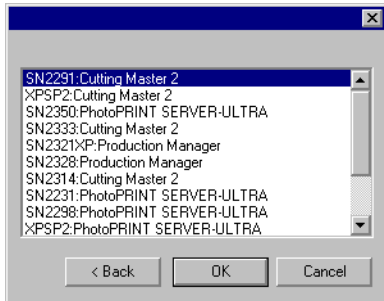 SN2291:Cutting Master 2
XPSP2:Cutting Master 2
SN2350:PhotoPRINT SERVER-ULTRA
SN2333:Cutting Master 2
SN2321XP:Production Manager
SN2328:Production Manager
SN2314:Cutting Master 2
SN2231:PhotoPRINT SERVER-ULTRA
SN2298:PhotoPRINT SERVER-ULTRA
XPSP2:PhotoPRINT SERVER-ULTRA
< Back OK Cancel